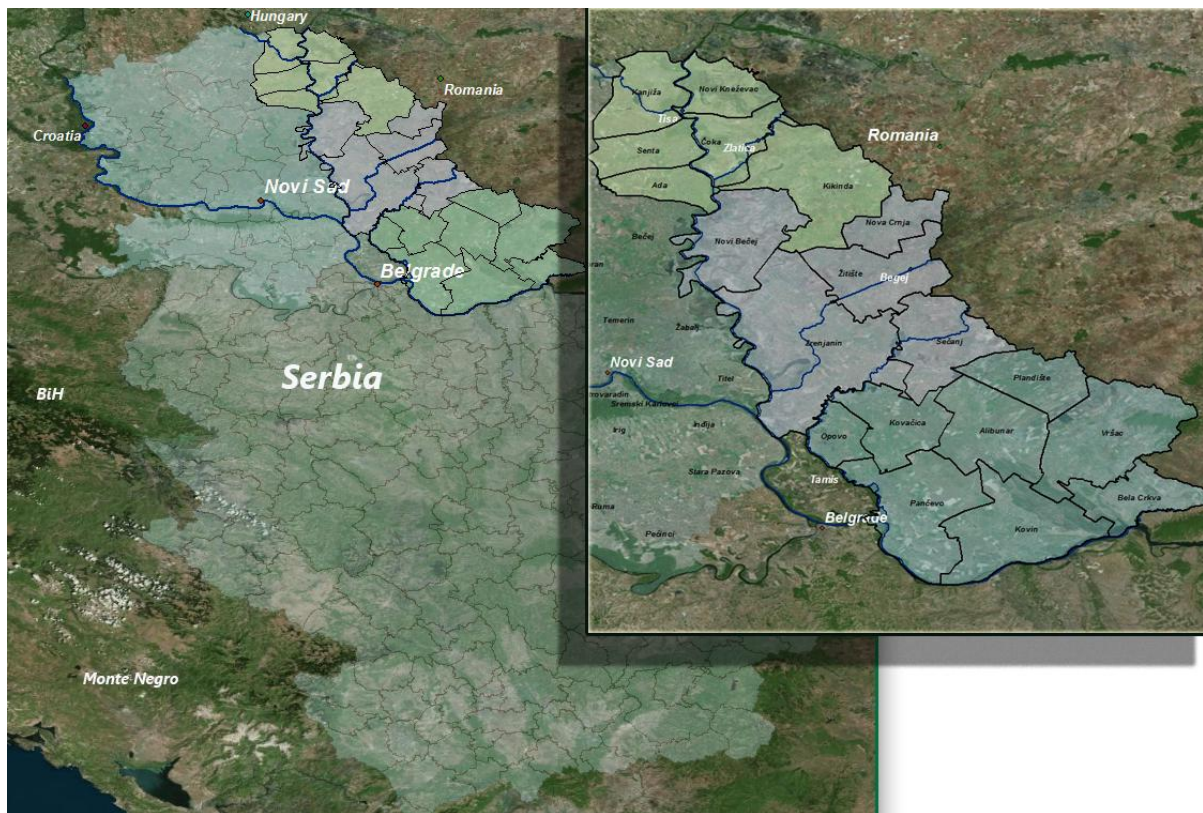 Hungary
Romania
Croatia
Novi Sad
Belgrade
Serbia
BiH
Monte Negro
Kanjiža
Novi Kneževac
Tisa
Čoka
Zlatica
Senta
Ada
Romania
Kikinda
Nova Crnja
Bečej
Novi Bečej
Žitište
Begej
Temerin
Žabalj
Zrenjanin
Sečanj
Novi Sad
Titel
Plandište
Sremski Karlovci
Irig
Inđija
Opovo
Kovačica
Alibunar
Vršac
Stara Pazova
Tamis
Ruma
Pančevo
Bela Crkva
Belgrade
Kovin
Pećinci